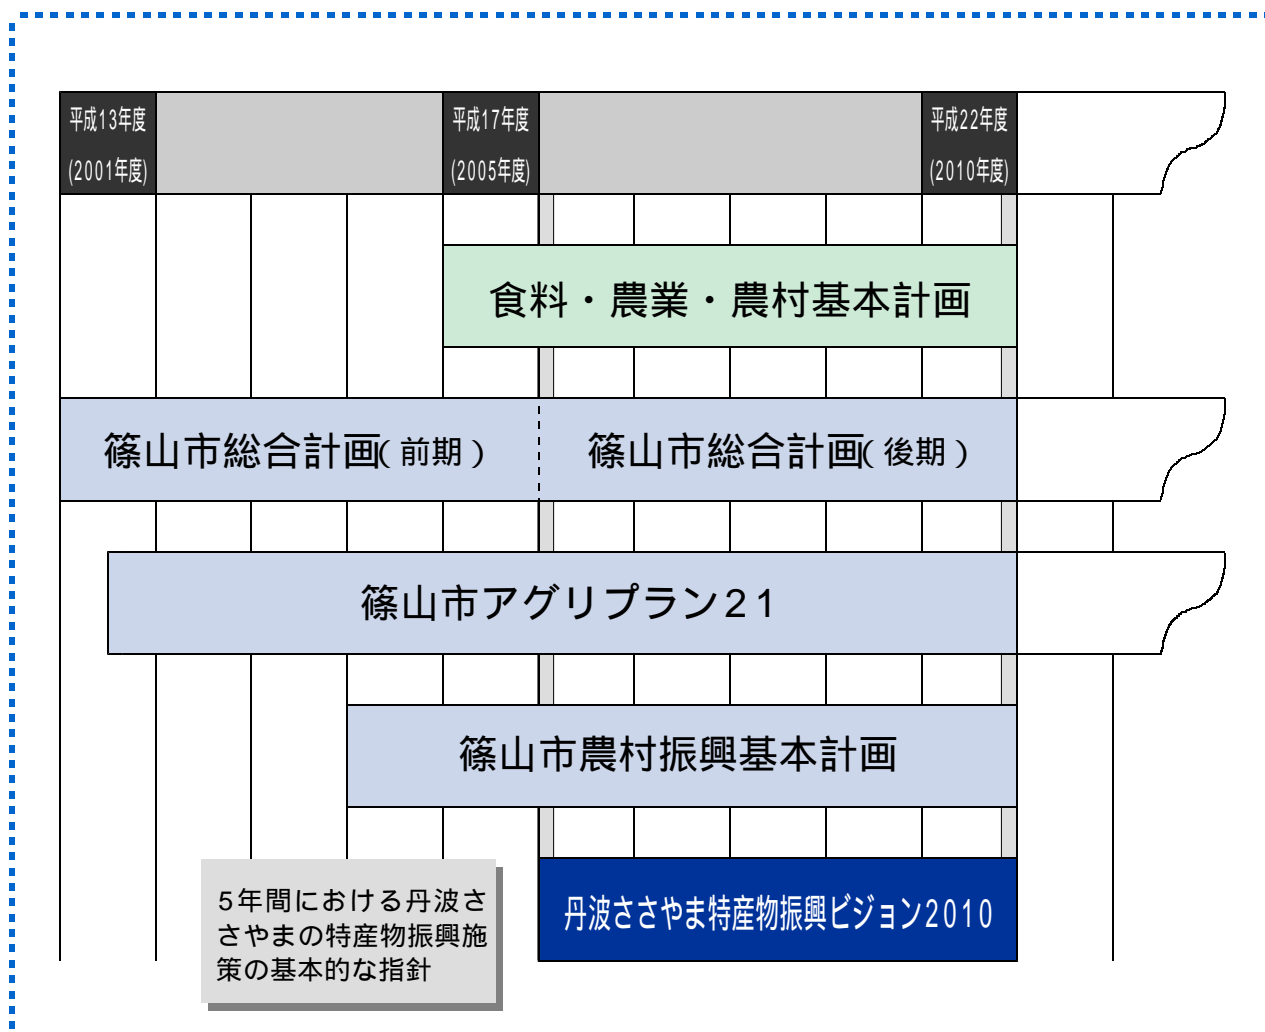 平成13年度
(2001年度)
平成17年度
(2005年度)
平成22年度
(2010年度)
食料・農業・農村基本計画
篠山市総合計画(前期)
篠山市総合計画(後期)
篠山市アグリプラン21
篠山市農村振興基本計画
丹波ささやま特産物振興ビジョン2010
5年間における丹波さ
さやまの特産物振興施
策の基本的な指針